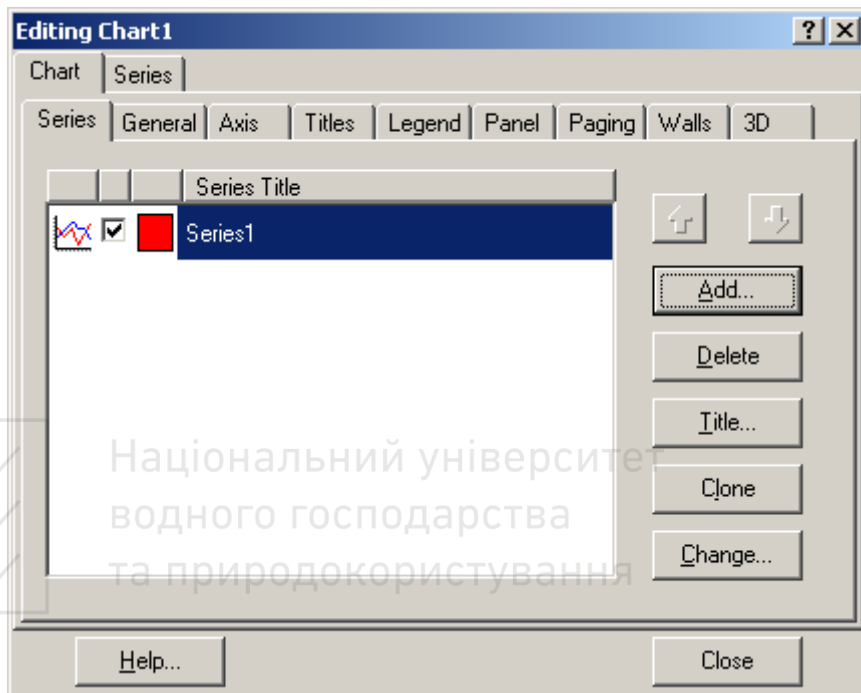 Editing Chart1
Chart Series
Series General Axis Titles Legend Panel Paging Walls 3D
Series Title
Series1
Add...
Delete
Title...
Clone
Change...
Національний університет
водного господарства
та природокористування
Help... Close